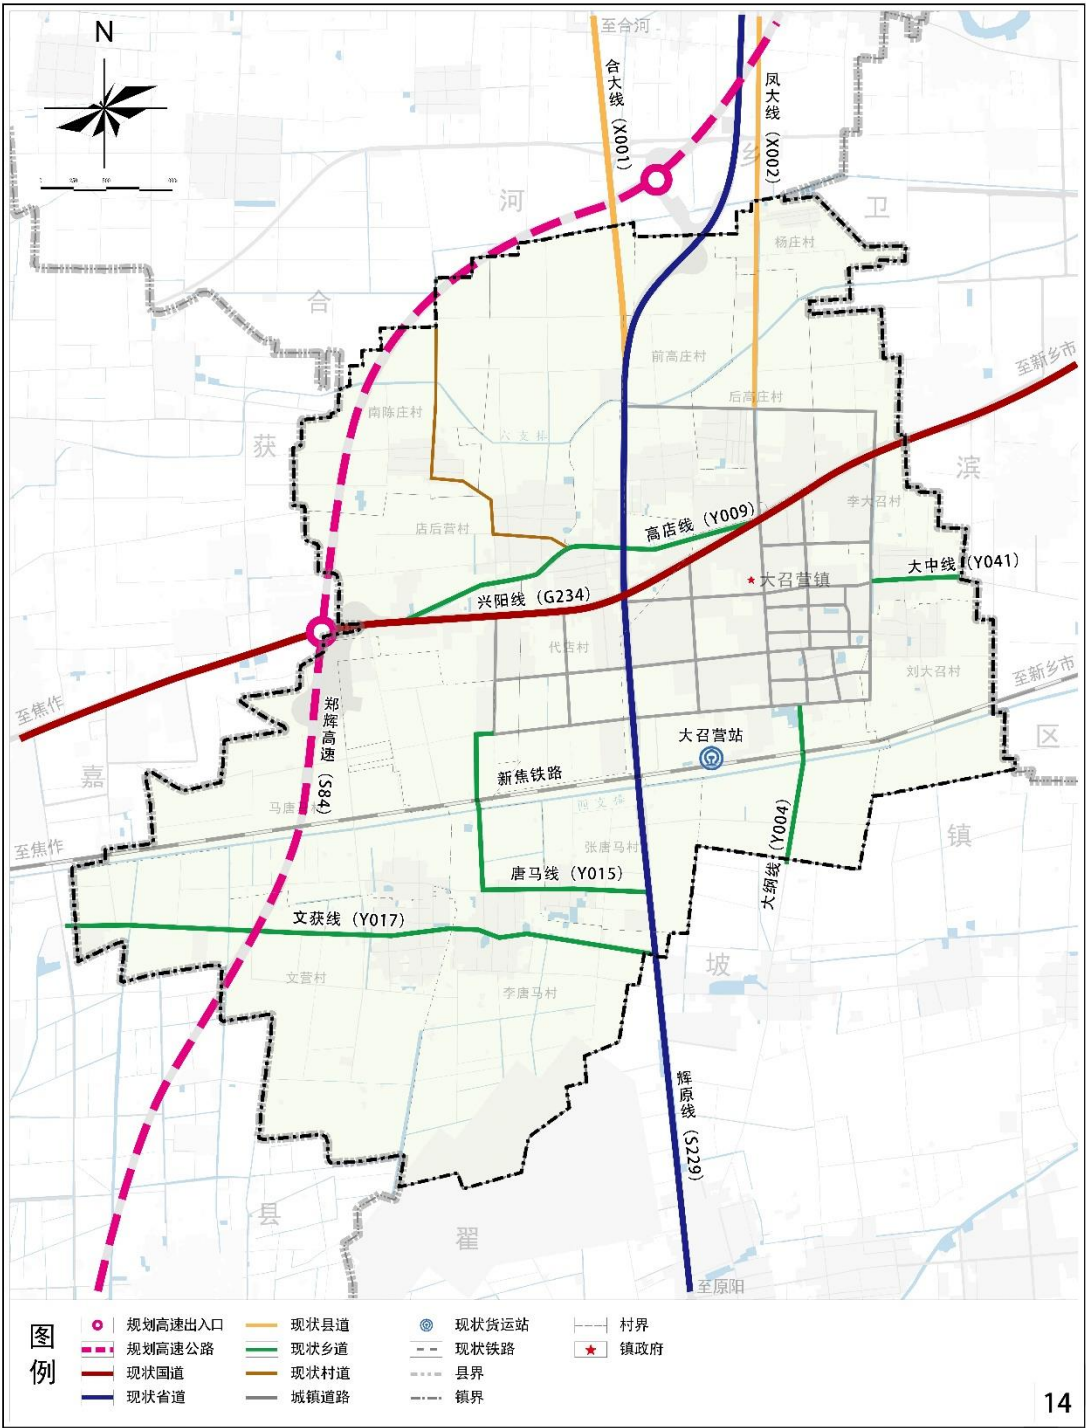 N
至合河
合大线（X001）
凤大线（X002）
乡
河
卫
杨庄村
合
前高庄村
至新乡市
后高庄村
南陈庄村
六支排
获
滨
李大召村
店后营村
高店线（Y009）
大中线（Y041）
大召营镇
兴阳线（G234）
代店村
刘大召村
至新乡市
至焦作
郑辉高速（S84）
大召营站
区
嘉
新焦铁路
马唐马村
张唐马村
镇
至焦作
唐马线（Y015）
大纲线（Y004）
文获线（Y017）
坡
文营村
李唐马村
辉原线（S229）
县
翟
至原阳
图例
规划高速出入口
现状县道
现状货运站
村界
规划高速公路
现状乡道
现状铁路
镇政府
现状国道
现状村道
县界
现状省道
城镇道路
镇界
14